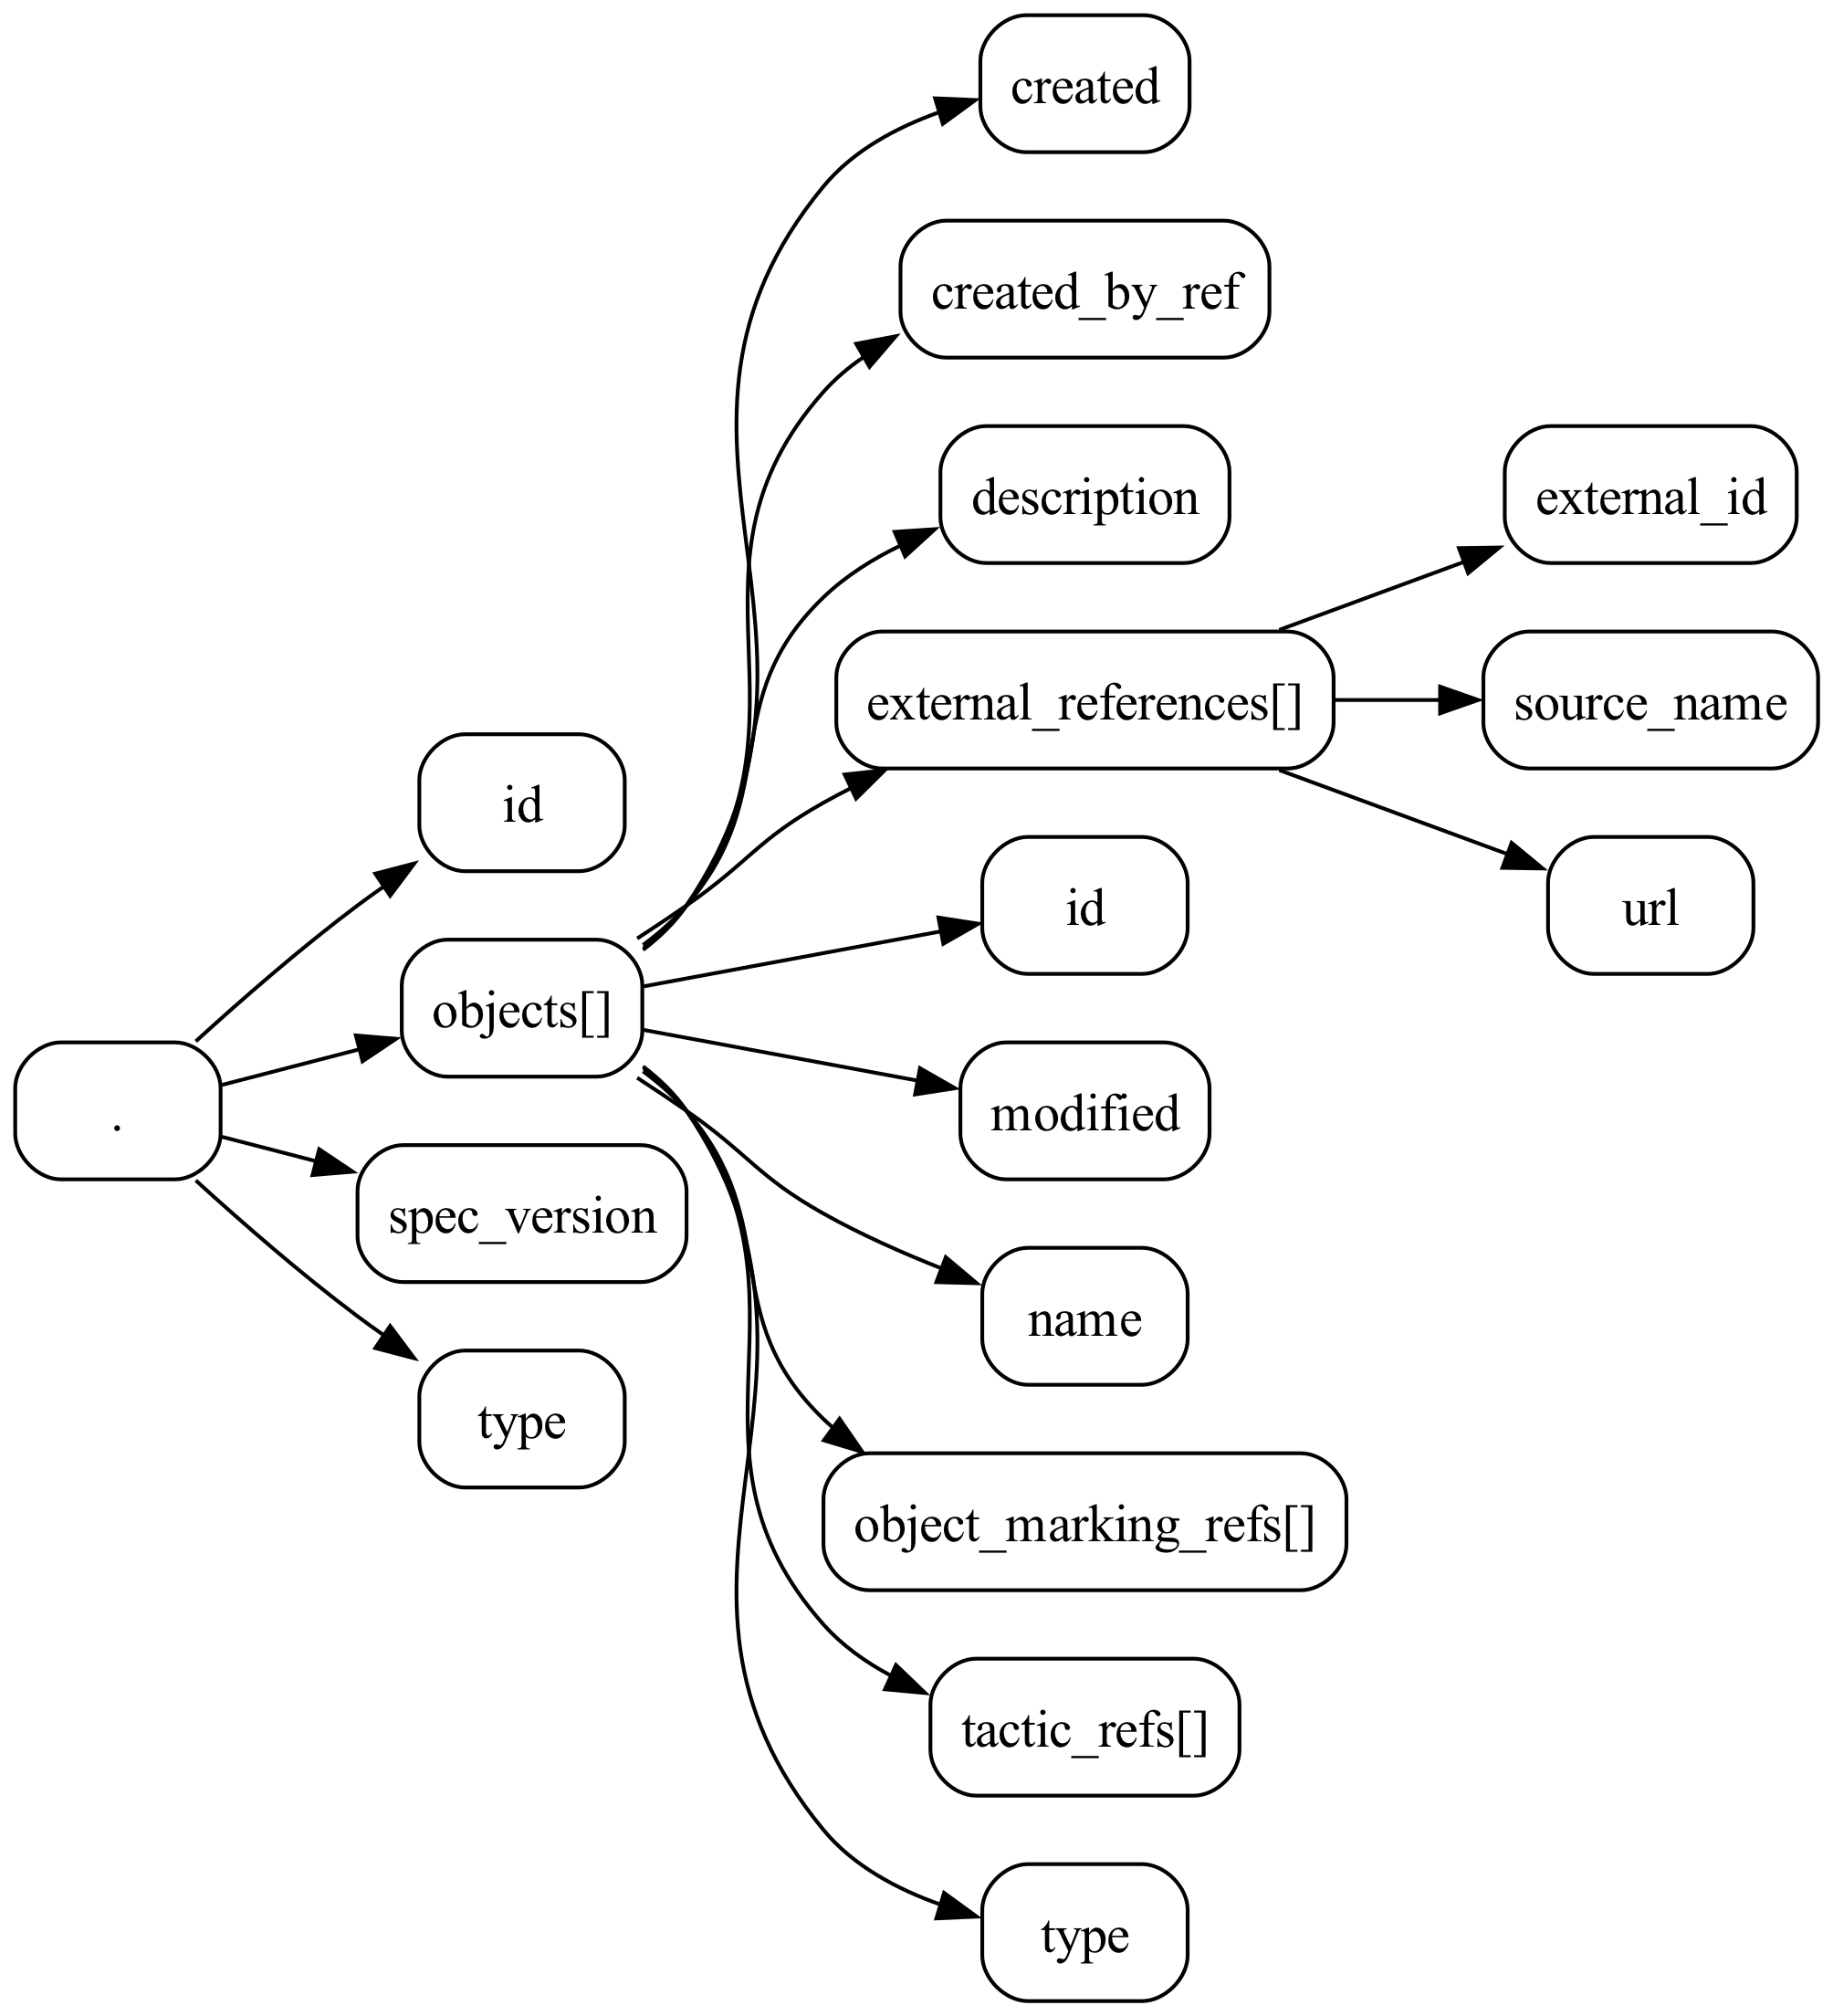 .
id
objects[]
spec_version
type
created
created_by_ref
description
external_references[]
id
modified
name
object_marking_refs[]
tactic_refs[]
type
external_id
source_name
url